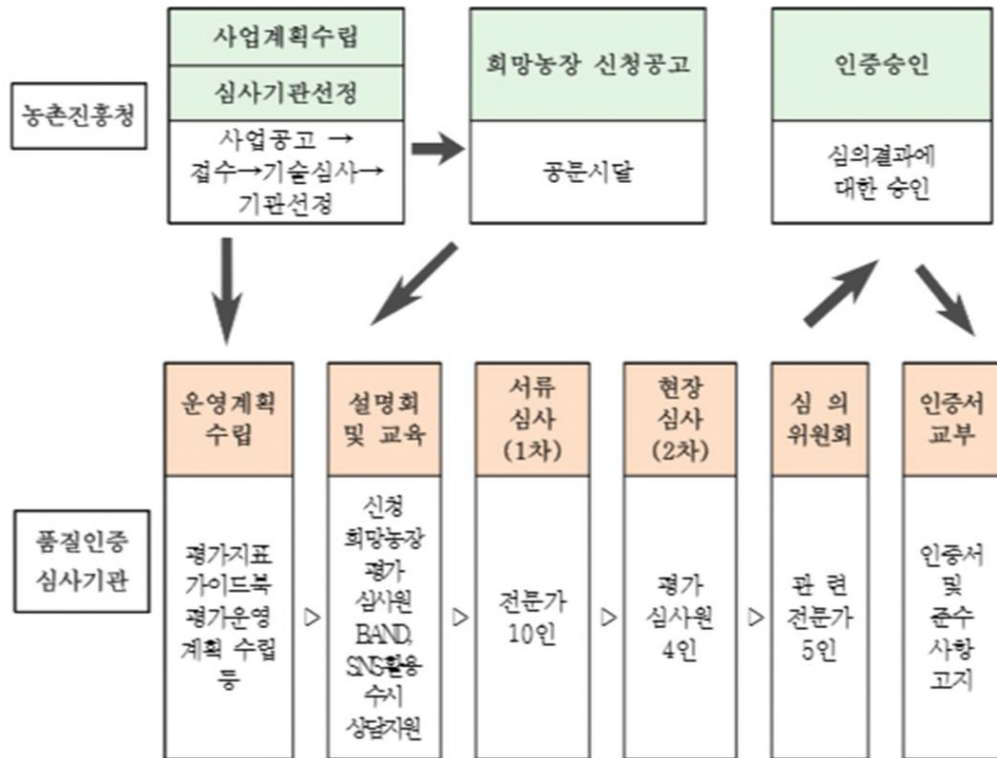 농촌진흥청
사업계획수립
심사기관선정
사업공고 →
접수→기술심사→
기관선정
희망농장 신청공고
공문시달
인증승인
심의결과에
대한 승인
품질인증
심사기관
운영계획
수립
평가지표
가이드북
평가운영
계획 수립
등
설명회
및 교육
신청
희망농장
평가
심사원
BAND,
SNS활용
수시
상담지원
서류
심사
(1차)
전문가
10인
현장
심사
(2차)
평가
심사원
4인
심 의
위원회
관 련
전문가
5인
인증서
교부
인증서
및
준수
사항
고지